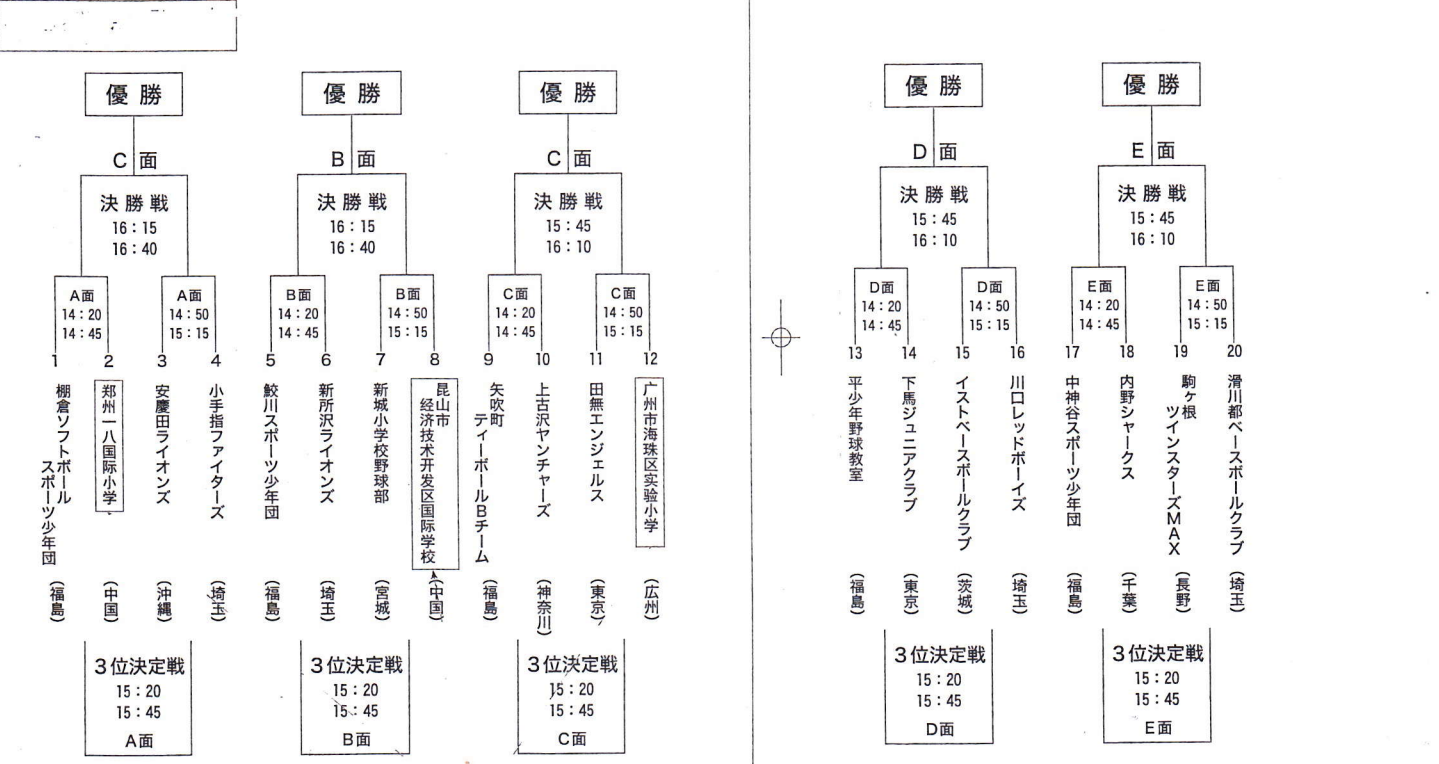 優 勝
C 面
決 勝 戦
16：15
16：40
A面
14：20
14：45
A面
14：50
15：15
1
2
3
4
棚倉ソフトボール
スポーツ少年団
（福島）
郑州一八国际小学
（中国）
安慶田ライオンズ
（沖縄）
小手指ファイターズ
（埼玉）
3位決定戦
15：20
15：45
A面
優 勝
B 面
決 勝 戦
16：15
16：40
B面
14：20
14：45
B面
14：50
15：15
5
6
7
8
鮫川スポーツ少年団
（福島）
新所沢ライオンズ
（埼玉）
新城小学校野球部
（宮城）
昆山市
经济技术开发区国际学校
（中国）
3位決定戦
15：20
15：45
B面
優 勝
C 面
決 勝 戦
15：45
16：10
C面
14：20
14：45
C面
14：50
15：15
9
10
11
12
矢吹町
ティーボールBチーム
（福島）
上古沢ヤンチャーズ
（神奈川）
田無エンジェルス
（東京）
广州市海珠区实验小学
（広州）
3位決定戦
15：20
15：45
C面
優 勝
D 面
決 勝 戦
15：45
16：10
D面
14：20
14：45
D面
14：50
15：15
13
14
15
16
平少年野球教室
（福島）
下馬ジュニアクラブ
（東京）
イーストベースボールクラブ
（茨城）
川口レッドボーイズ
（埼玉）
3位決定戦
15：20
15：45
D面
優 勝
E 面
決 勝 戦
15：45
16：10
E面
14：20
14：45
E面
14：50
15：15
17
18
19
20
中神谷スポーツ少年団
（福島）
内野シャークス
（千葉）
駒ヶ根
ツインスターズMAX
（長野）
滑川都ベースボールクラブ
（埼玉）
3位決定戦
15：20
15：45
E面